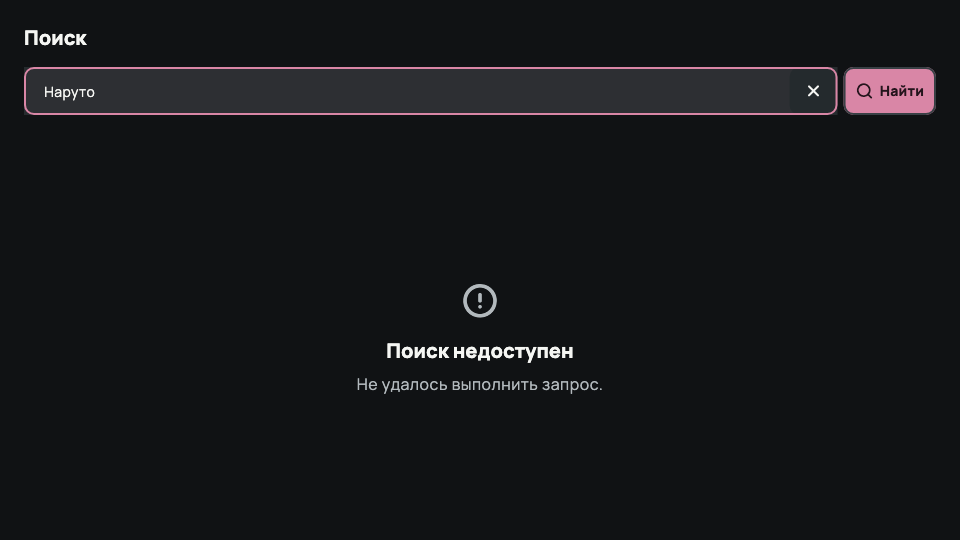 Поиск
Наруто
Найти
Поиск недоступен
Не удалось выполнить запрос.